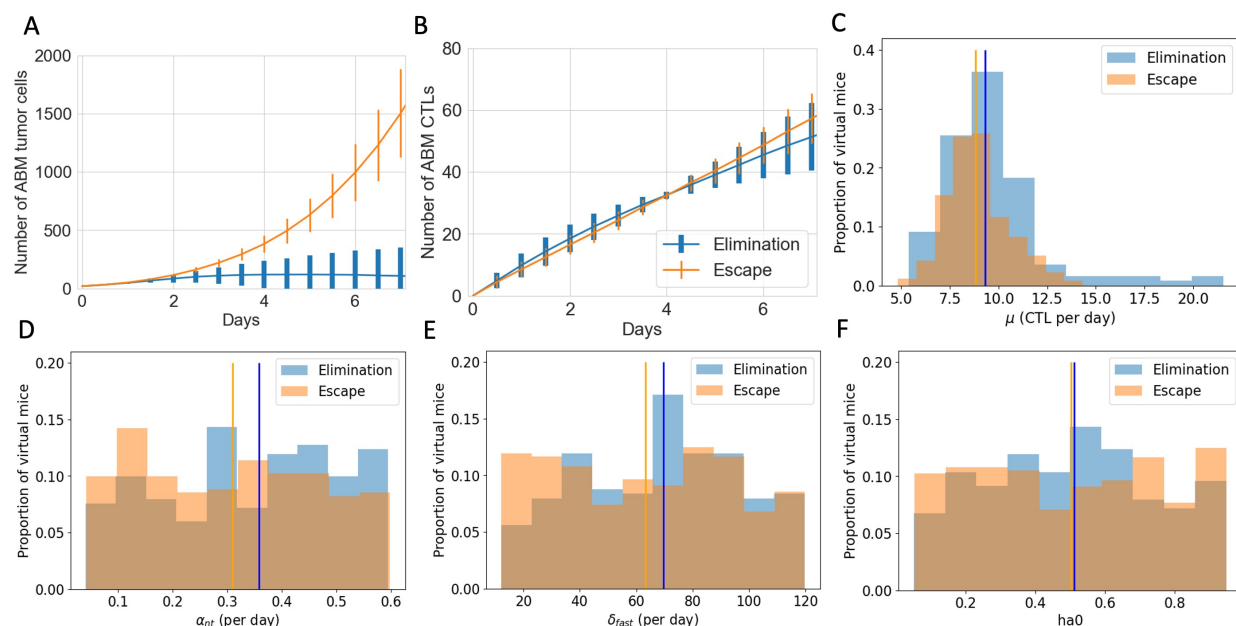 A
Number of ABM tumor cells
2000
1500
1000
500
0
0 2 4 6
Days
B
Number of ABM CTLs
80
60
40
20
0
Elimination
Escape
0 2 4 6
Days
C
Proportion of virtual mice
0.4
0.3
0.2
0.1
0.0
Elimination
Escape
5.0 7.5 10.0 12.5 15.0 17.5 20.0
μ (CTL per day)
D
Proportion of virtual mice
0.20
0.15
0.10
0.05
0.00
Elimination
Escape
0.1 0.2 0.3 0.4 0.5 0.6
α_nt (per day)
E
Proportion of virtual mice
0.20
0.15
0.10
0.05
0.00
Elimination
Escape
20 40 60 80 100 120
δ_fast (per day)
F
Proportion of virtual mice
0.20
0.15
0.10
0.05
0.00
Elimination
Escape
0.2 0.4 0.6 0.8
ha0